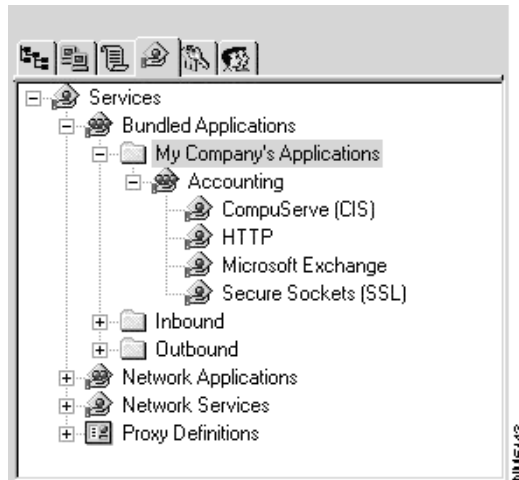 Services
Bundled Applications
My Company's Applications
Accounting
CompuServe (CIS)
HTTP
Microsoft Exchange
Secure Sockets (SSL)
Inbound
Outbound
Network Applications
Network Services
Proxy Definitions